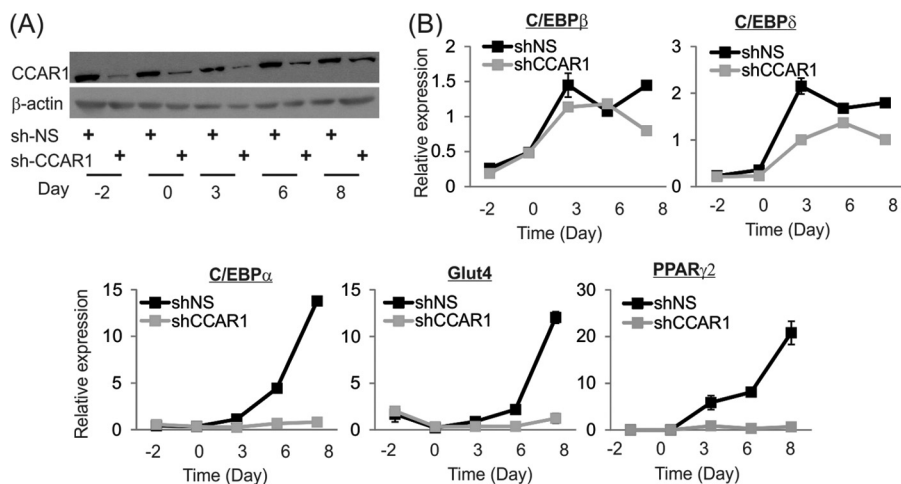 (A)
CCAR1
β-actin
sh-NS + + + + +
sh-CCAR1 + + + + +
Day -2 0 3 6 8
(B)
C/EBPβ
shNS
shCCAR1
Relative expression
2
1.5
1
0.5
0
-2 0 3 6 8
Time (Day)
C/EBPδ
shNS
shCCAR1
3
2
1
0
-2 0 3 6 8
Time (Day)
C/EBPα
shNS
shCCAR1
Relative expression
15
10
5
0
-2 0 3 6 8
Time (Day)
Glut4
shNS
shCCAR1
15
10
5
0
-2 0 3 6 8
Time (Day)
PPARγ2
shNS
shCCAR1
30
20
10
0
-2 0 3 6 8
Time (Day)